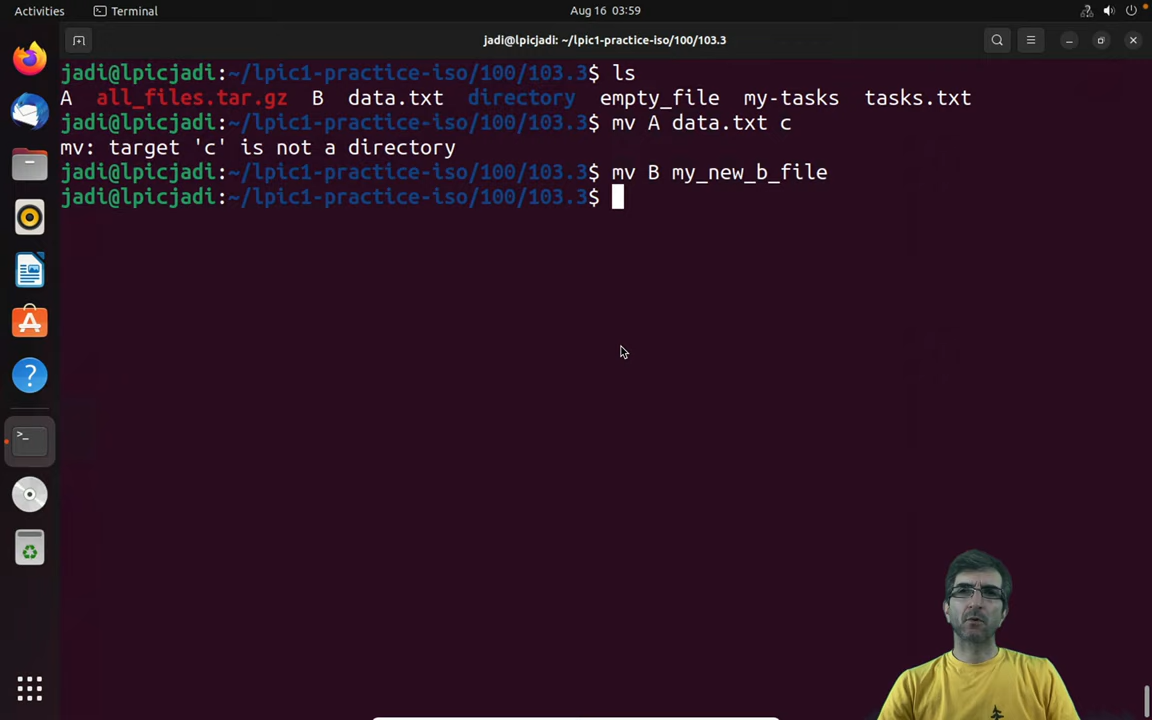 Activities
Terminal
Aug 16 03:59
jadi@lpicjadi: ~/lpic1-practice-iso/100/103.3
jadi@lpicjadi:~/lpic1-practice-iso/100/103.3$ ls
A all_files.tar.gz B data.txt directory empty_file my-tasks tasks.txt
jadi@lpicjadi:~/lpic1-practice-iso/100/103.3$ mv A data.txt c
mv: target 'c' is not a directory
jadi@lpicjadi:~/lpic1-practice-iso/100/103.3$ mv B my_new_b_file
jadi@lpicjadi:~/lpic1-practice-iso/100/103.3$